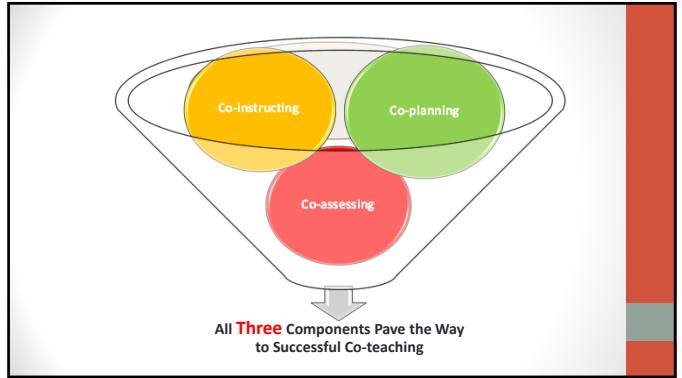 Co-instructing
Co-planning
Co-assessing
All Three Components Pave the Way
to Successful Co-teaching